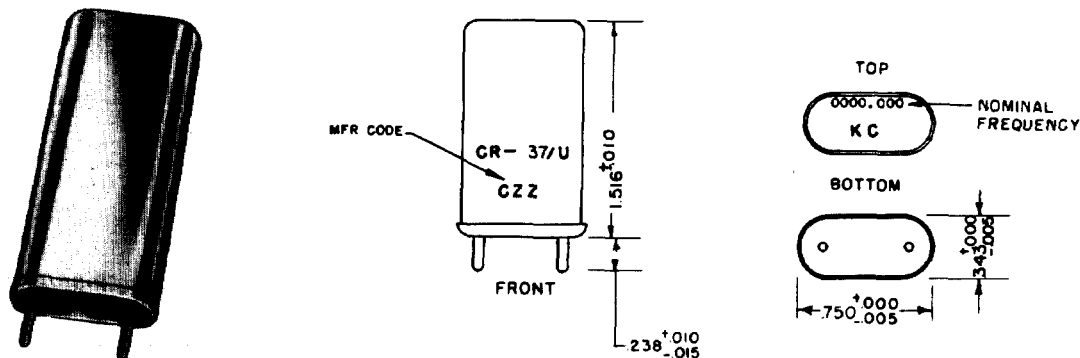 MFR CODE
CR- 37/U
CZZ
FRONT
1.516 ±.010
.238 +.010
-.015
TOP
0000.000
KC
NOMINAL
FREQUENCY
BOTTOM
.343 +.000
-.005
.750 +.000
-.005